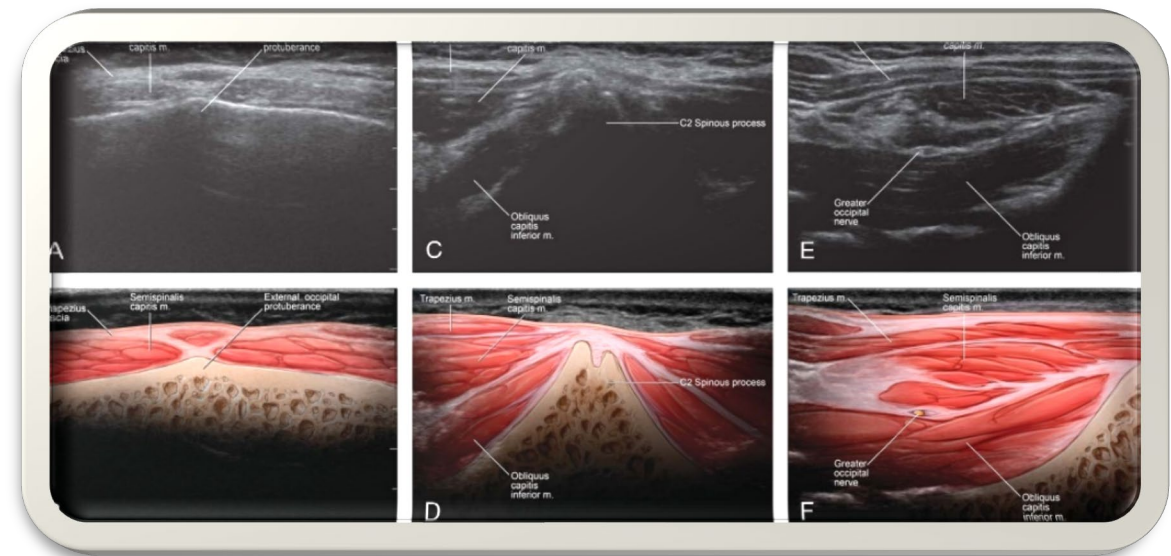 capitis m.
protuberance
A
capitis m.
C2 Spinous process
Obliquus
capitis
inferior m.
C
capitis m.
Greater
occipital
nerve
Obliquus
capitis
inferior m.
E
Semispinalis
capitis m.
External occipital
protuberance
Trapezius m.
Semispinalis
capitis m.
C2 Spinous process
Obliquus
capitis
inferior m.
D
Trapezius m.
Semispinalis
capitis m.
Greater
occipital
nerve
Obliquus
capitis
inferior m.
F